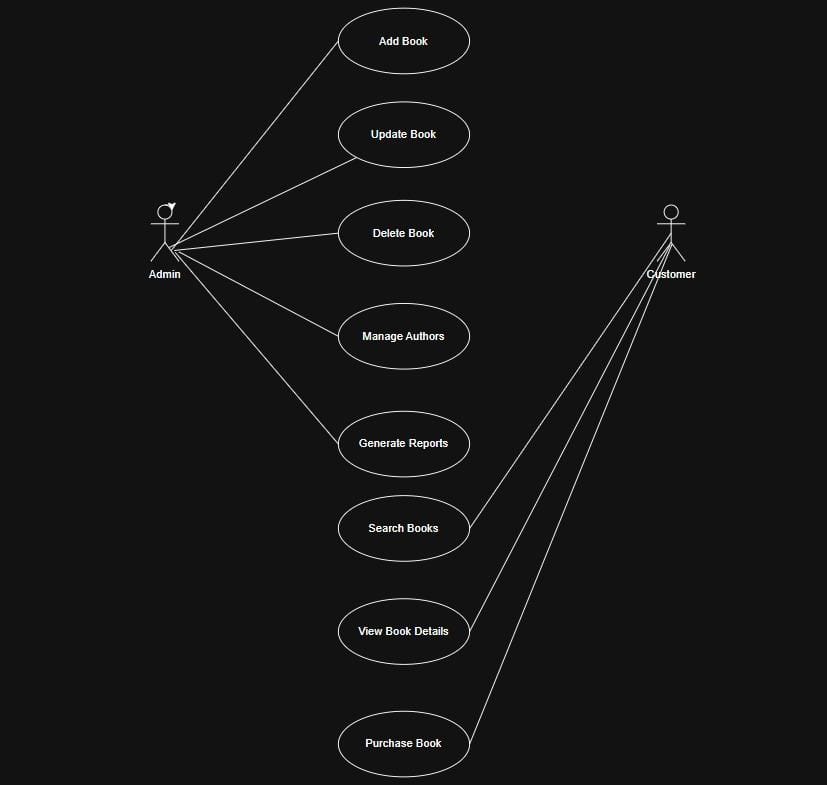 Add Book
Update Book
Delete Book
Admin
Customer
Manage Authors
Generate Reports
Search Books
View Book Details
Purchase Book